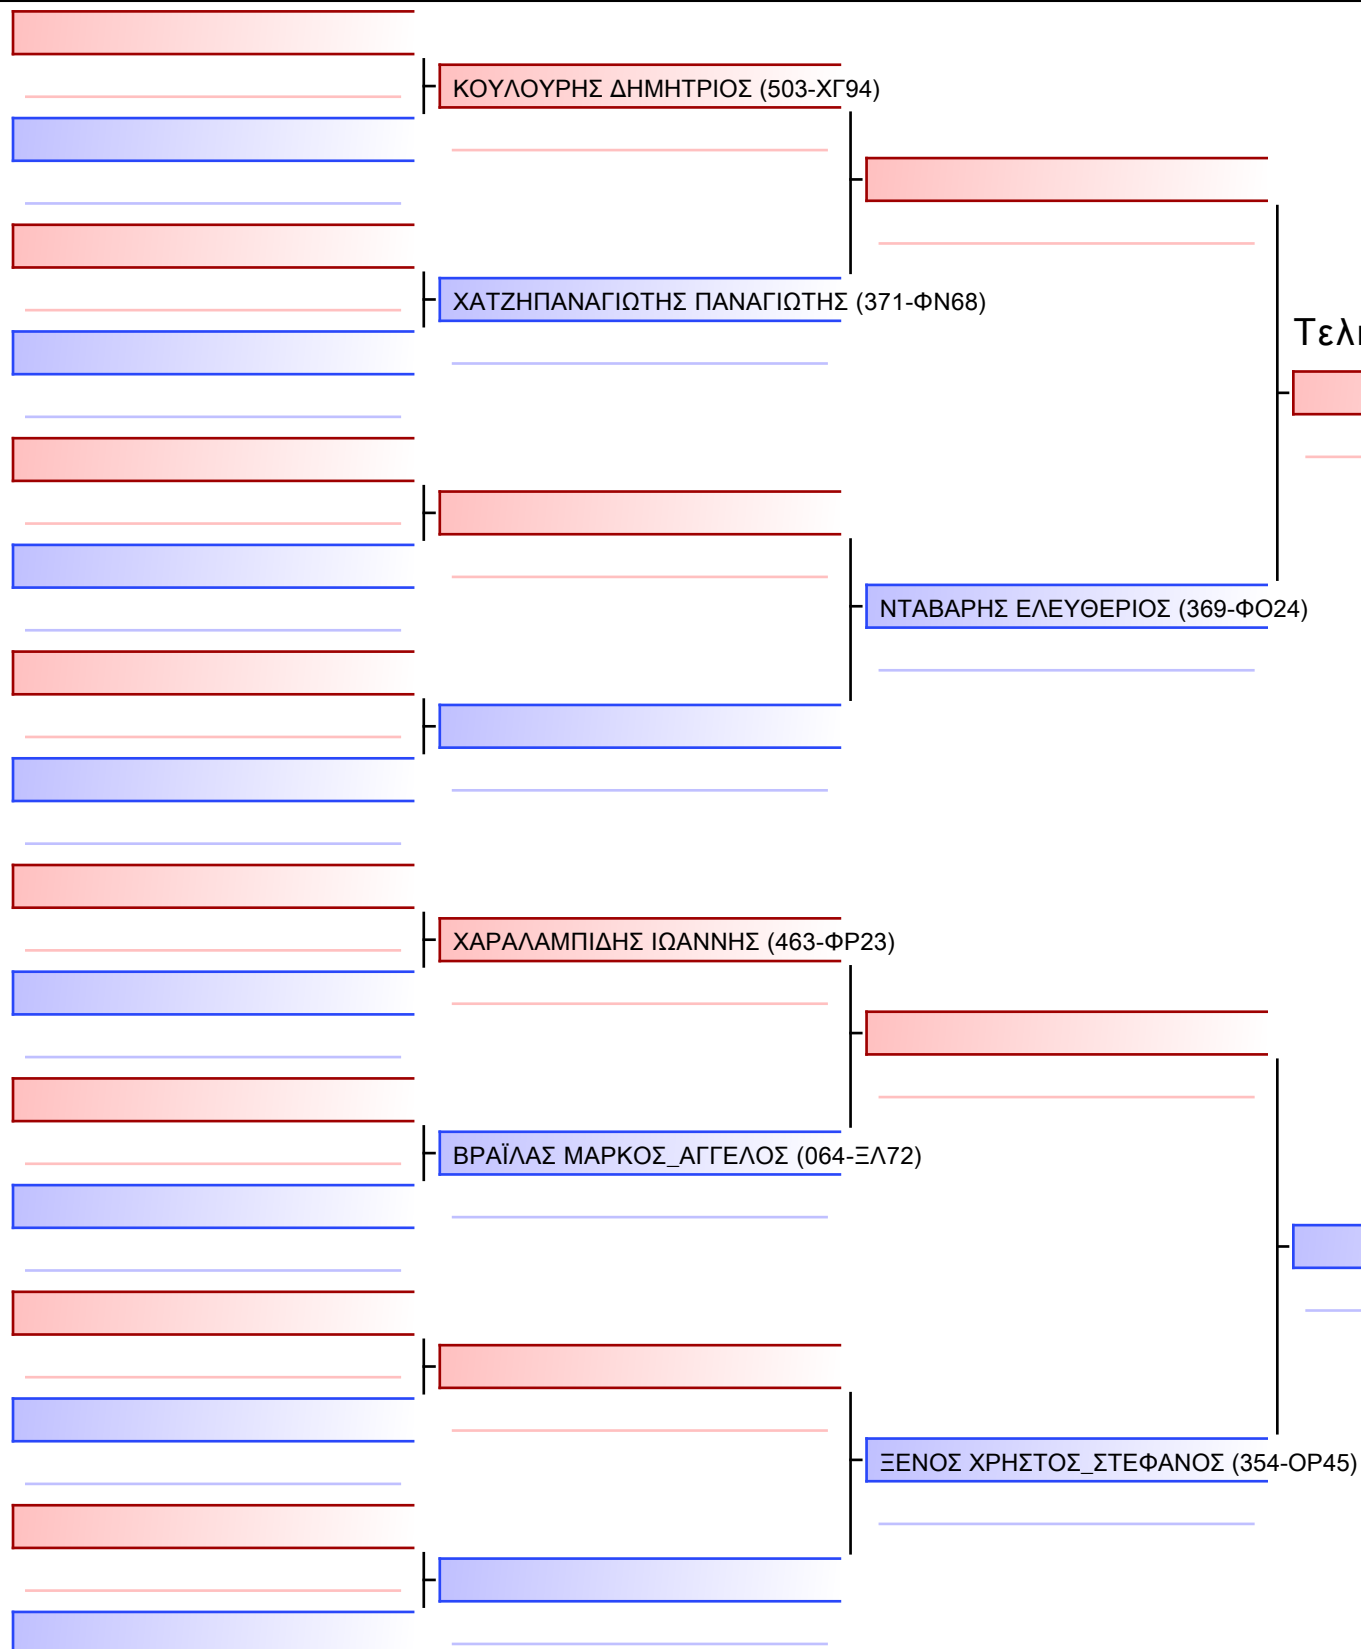 ΚΟΥΛΟΥΡΗΣ ΔΗΜΗΤΡΙΟΣ (503-ΧΓ94)
ΧΑΤΖΗΠΑΝΑΓΙΩΤΗΣ ΠΑΝΑΓΙΩΤΗΣ (371-ΦΝ68)
ΝΤΑΒΑΡΗΣ ΕΛΕΥΘΕΡΙΟΣ (369-ΦΟ24)
ΧΑΡΑΛΑΜΠΙΔΗΣ ΙΩΑΝΝΗΣ (463-ΦΡ23)
ΒΡΑΪΛΑΣ ΜΑΡΚΟΣ_ΑΓΓΕΛΟΣ (064-ΞΛ72)
ΞΕΝΟΣ ΧΡΗΣΤΟΣ_ΣΤΕΦΑΝΟΣ (354-ΟΡ45)